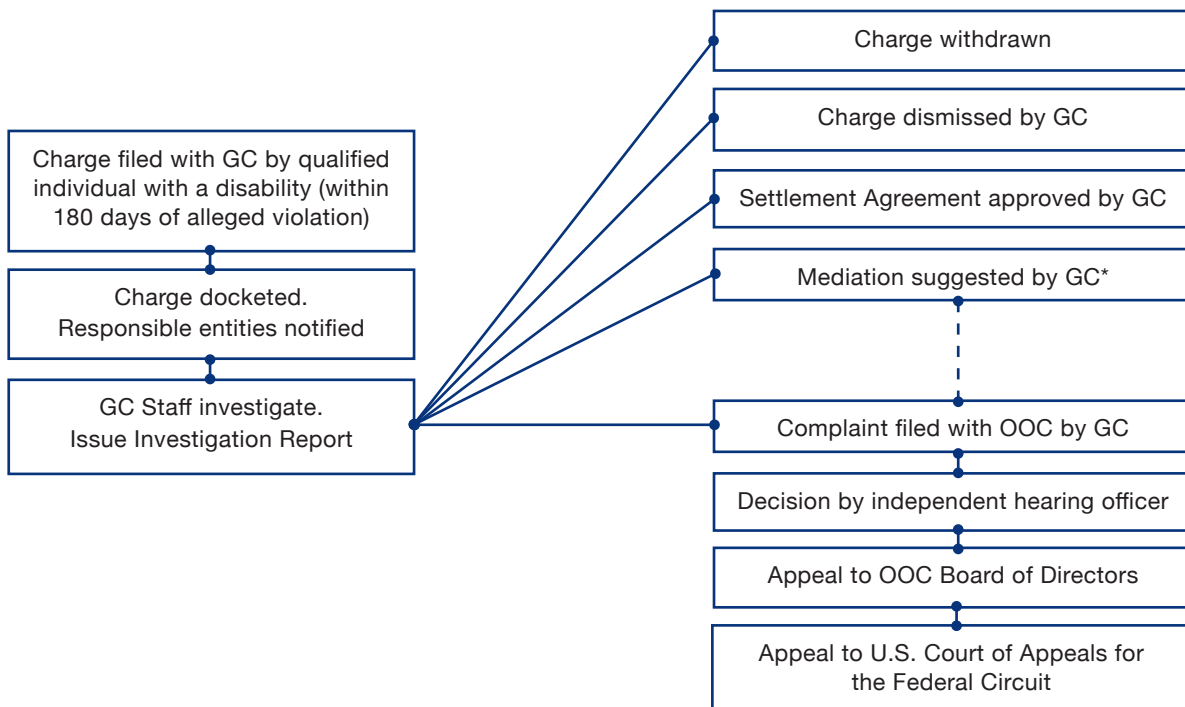 Charge filed with GC by qualified
individual with a disability (within
180 days of alleged violation)
Charge docketed.
Responsible entities notified
GC Staff investigate.
Issue Investigation Report
Charge withdrawn
Charge dismissed by GC
Settlement Agreement approved by GC
Mediation suggested by GC*
Complaint filed with OOC by GC
Decision by independent hearing officer
Appeal to OOC Board of Directors
Appeal to U.S. Court of Appeals for
the Federal Circuit